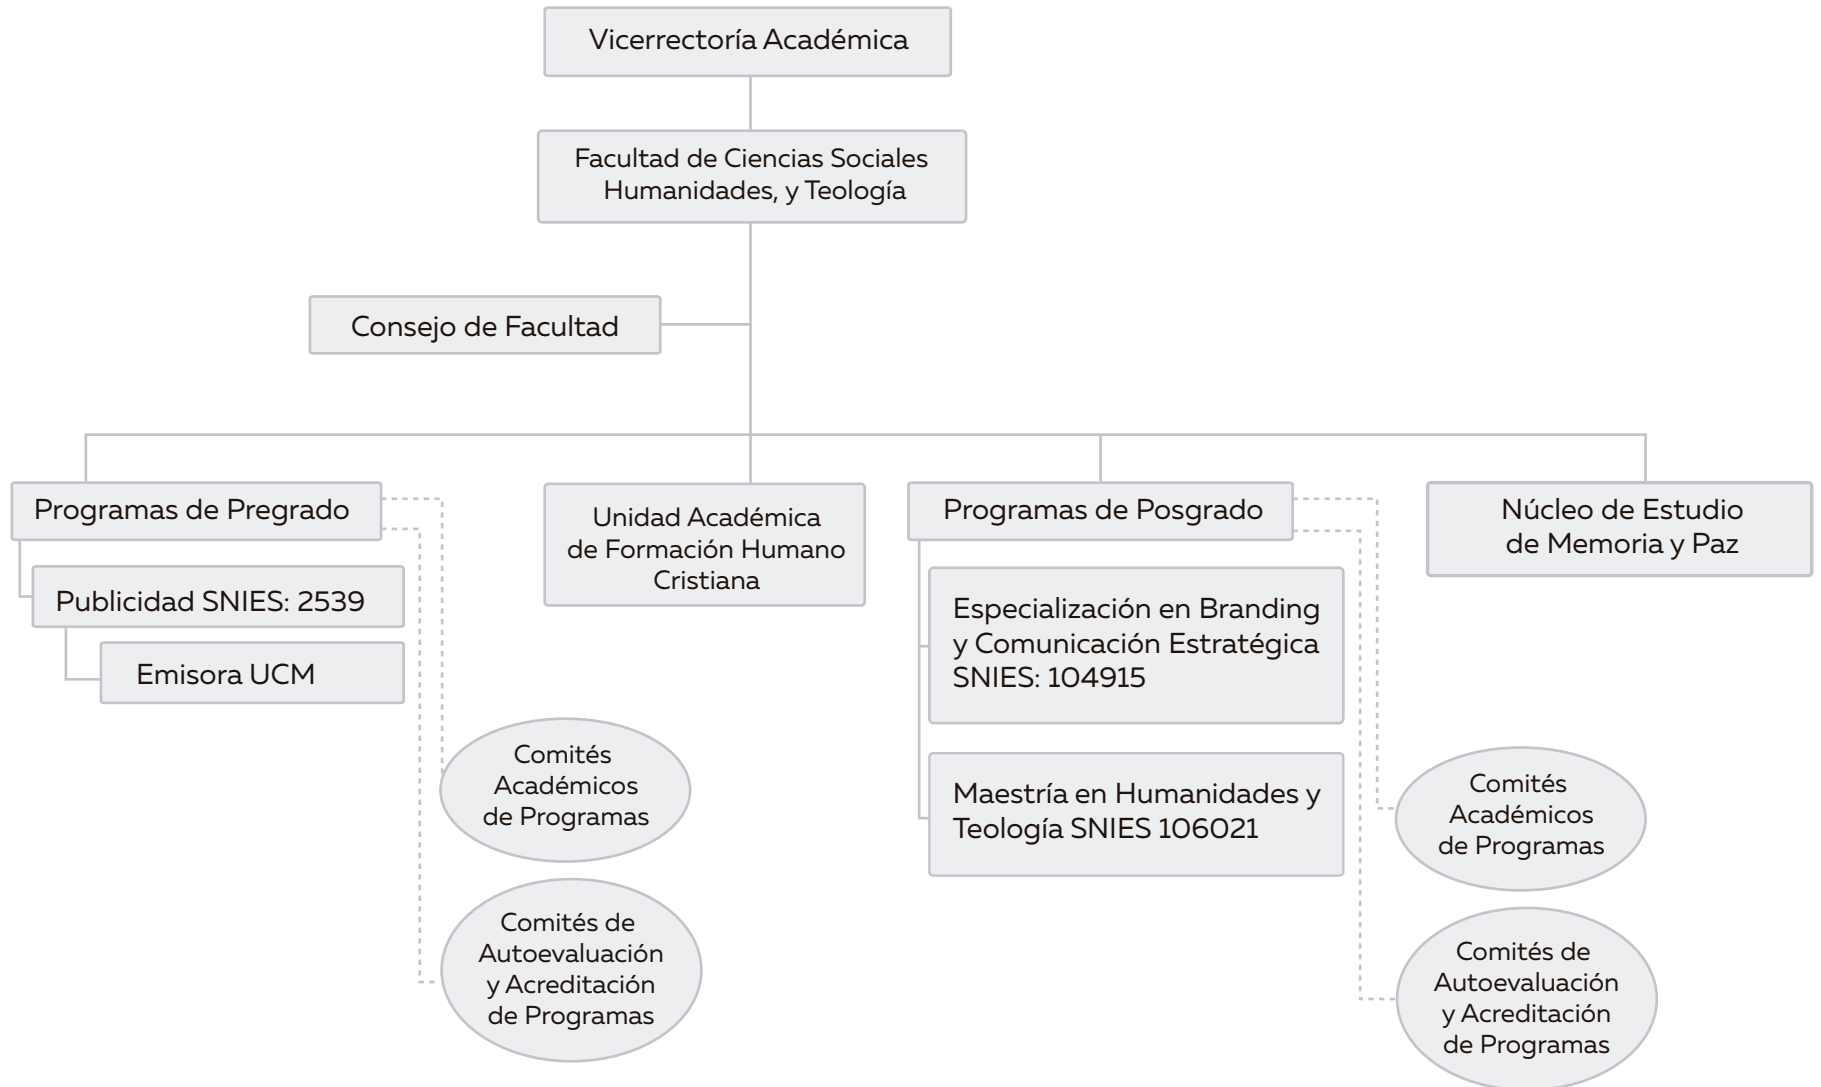 Vicerrectoría Académica
Facultad de Ciencias Sociales
Humanidades, y Teología
Consejo de Facultad
Programas de Pregrado
Publicidad SNIES: 2539
Emisora UCM
Comités
Académicos
de Programas
Comités de
Autoevaluación
y Acreditación
de Programas
Unidad Académica
de Formación Humano
Cristiana
Programas de Posgrado
Especialización en Branding
y Comunicación Estratégica
SNIES: 104915
Maestría en Humanidades y
Teología SNIES 106021
Comités
Académicos
de Programas
Comités de
Autoevaluación
y Acreditación
de Programas
Núcleo de Estudio
de Memoria y Paz